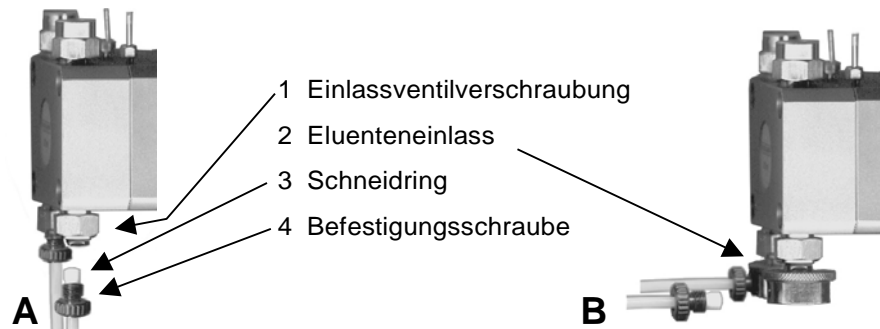 1 Einlassventilverschraubung
2 Eluenteneinlass
3 Schneidring
4 Befestigungsschraube
A
B